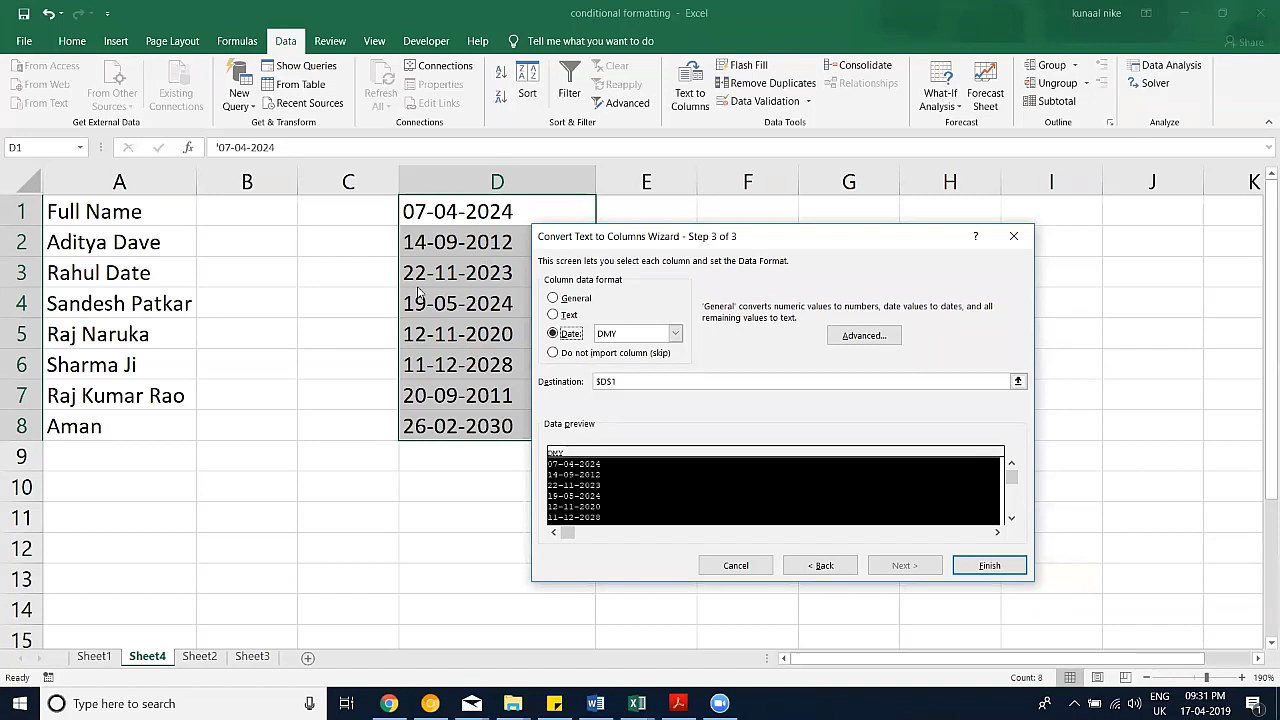 conditional formatting - Excel
kunaal nike
File Home Insert Page Layout Formulas Data Review View Developer Help Tell me what you want to do Share
From Access
From Web
From Text
From Other Sources
Existing Connections
Get External Data
New Query
Show Queries
From Table
Recent Sources
Get & Transform
Refresh All
Connections
Properties
Edit Links
Connections
Sort
Filter
Clear
Reapply
Advanced
Sort & Filter
Text to Columns
Flash Fill
Remove Duplicates
Data Validation
Consolidate
Relationships
Data Tools
What-If Analysis
Forecast Sheet
Forecast
Group
Ungroup
Subtotal
Outline
Data Analysis
Solver
Analyze
D1 fx '07-04-2024
A B C D E F G H I J K
1 Full Name 07-04-2024
2 Aditya Dave 14-09-2012
3 Rahul Date 22-11-2023
4 Sandesh Patkar 19-05-2024
5 Raj Naruka 12-11-2020
6 Sharma Ji 11-12-2028
7 Raj Kumar Rao 20-09-2011
8 Aman 26-02-2030
9
10
11
12
13
14
15
Convert Text to Columns Wizard - Step 3 of 3 ?
This screen lets you select each column and set the Data Format.
Column data format
General
Text
Date: DMY
Do not import column (skip)
'General' converts numeric values to numbers, date values to dates, and all
remaining values to text.
Advanced...
Destination: $D$1
Data preview
DMY
07-04-2024
14-09-2012
22-11-2023
19-05-2024
12-11-2020
11-12-2028
Cancel < Back Next > Finish
Sheet1 Sheet4 Sheet2 Sheet3
Ready Count: 8 190%
Type here to search
ENG 09:31 PM
UK 17-04-2019